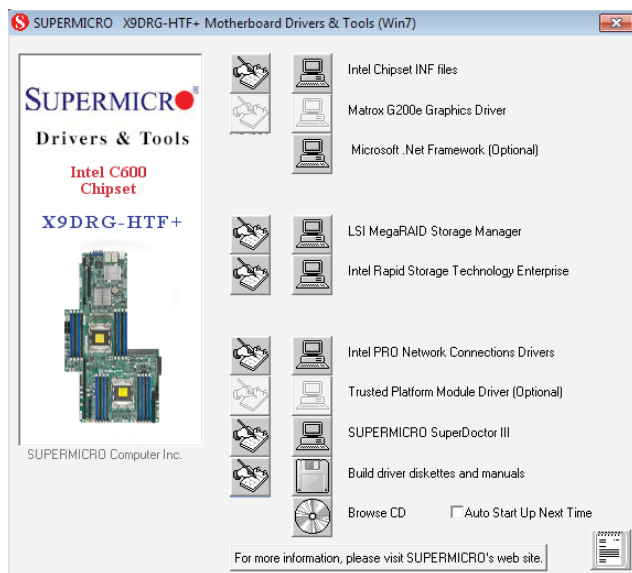 SUPERMICRO X9DRG-HTF+ Motherboard Drivers & Tools (Win7)
SUPERMICRO®
Drivers & Tools
Intel C600
Chipset
X9DRG-HTF+
SUPERMICRO Computer Inc.
Intel Chipset INF files
Matrox G200e Graphics Driver
Microsoft .Net Framework (Optional)
LSI MegaRAID Storage Manager
Intel Rapid Storage Technology Enterprise
Intel PRO Network Connections Drivers
Trusted Platform Module Driver (Optional)
SUPERMICRO SuperDoctor III
Build driver diskettes and manuals
Browse CD
Auto Start Up Next Time
For more information, please visit SUPERMICRO's web site.